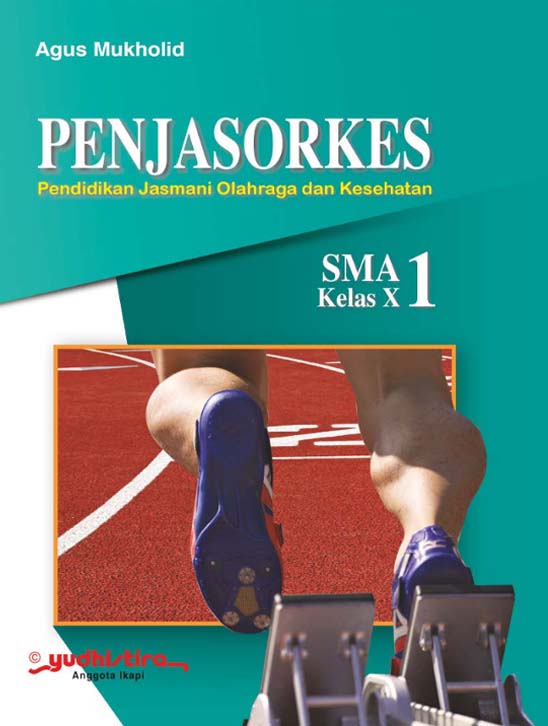 Agus Mukholid
PENJASORKES
Pendidikan Jasmani Olahraga dan Kesehatan
SMA
Kelas X 1
© yudhistira
Anggota Ikapi